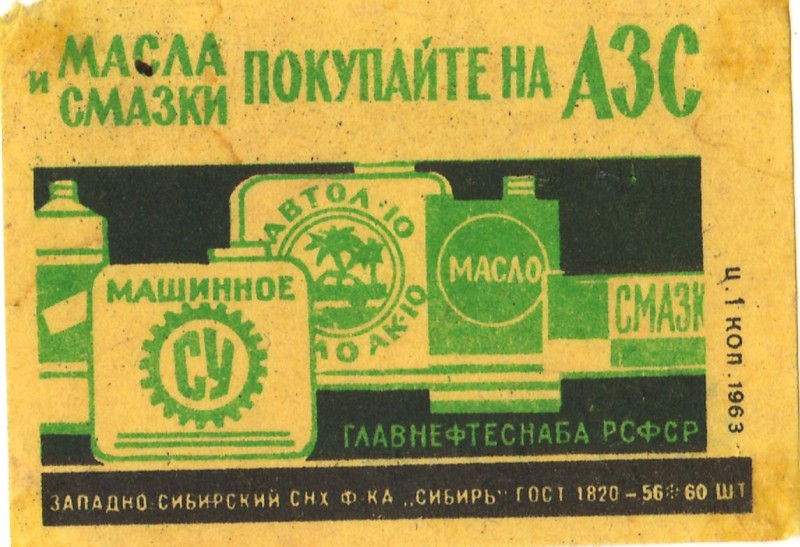 МАСЛА
и СМАЗКИ
ПОКУПАЙТЕ НА АЗС
АВТОЛ-10
МАШИННОЕ
СУ
АК-10
МАСЛО
СМАЗК
ГЛАВНЕФТЕСНАБА РСФСР
ц. 1 коп. 1963
ЗАПАДНО-СИБИРСКИЙ СНХ Ф-КА „СИБИРЬ" ГОСТ 1820-56 60 ШТ